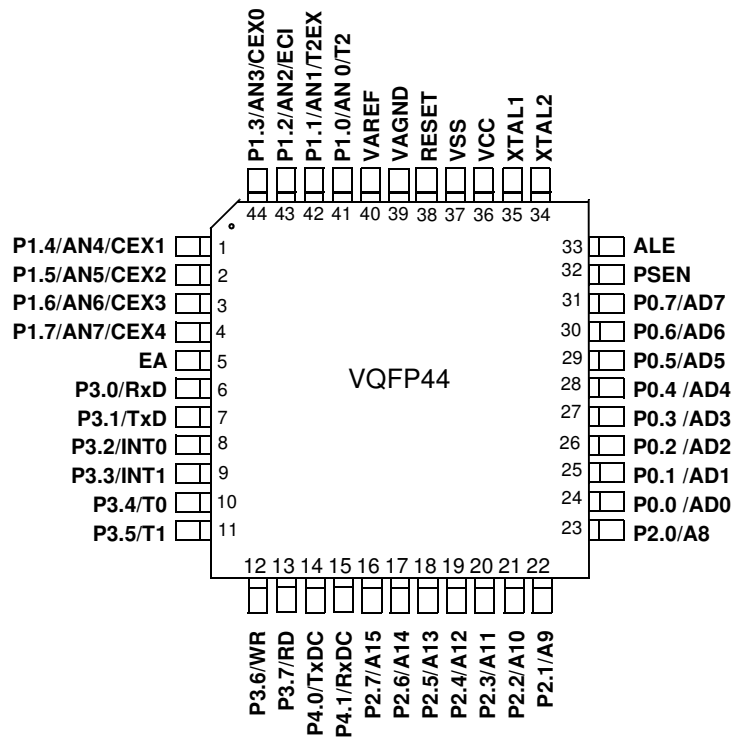 P1.3/AN3/CEX0
P1.2/AN2/ECI
P1.1/AN1/T2EX
P1.0/AN 0/T2
VAREF
VAGND
RESET
VSS
VCC
XTAL1
XTAL2
44 43 42 41 40 39 38 37 36 35 34
P1.4/AN4/CEX1 1
P1.5/AN5/CEX2 2
P1.6/AN6/CEX3 3
P1.7/AN7/CEX4 4
EA 5
P3.0/RxD 6
P3.1/TxD 7
P3.2/INT0 8
P3.3/INT1 9
P3.4/T0 10
P3.5/T1 11
VQFP44
33 ALE
32 PSEN
31 P0.7/AD7
30 P0.6/AD6
29 P0.5/AD5
28 P0.4 /AD4
27 P0.3 /AD3
26 P0.2 /AD2
25 P0.1 /AD1
24 P0.0 /AD0
23 P2.0/A8
12 13 14 15 16 17 18 19 20 21 22
P3.6/WR
P3.7/RD
P4.0/TxDC
P4.1/RxDC
P2.7/A15
P2.6/A14
P2.5/A13
P2.4/A12
P2.3/A11
P2.2/A10
P2.1/A9